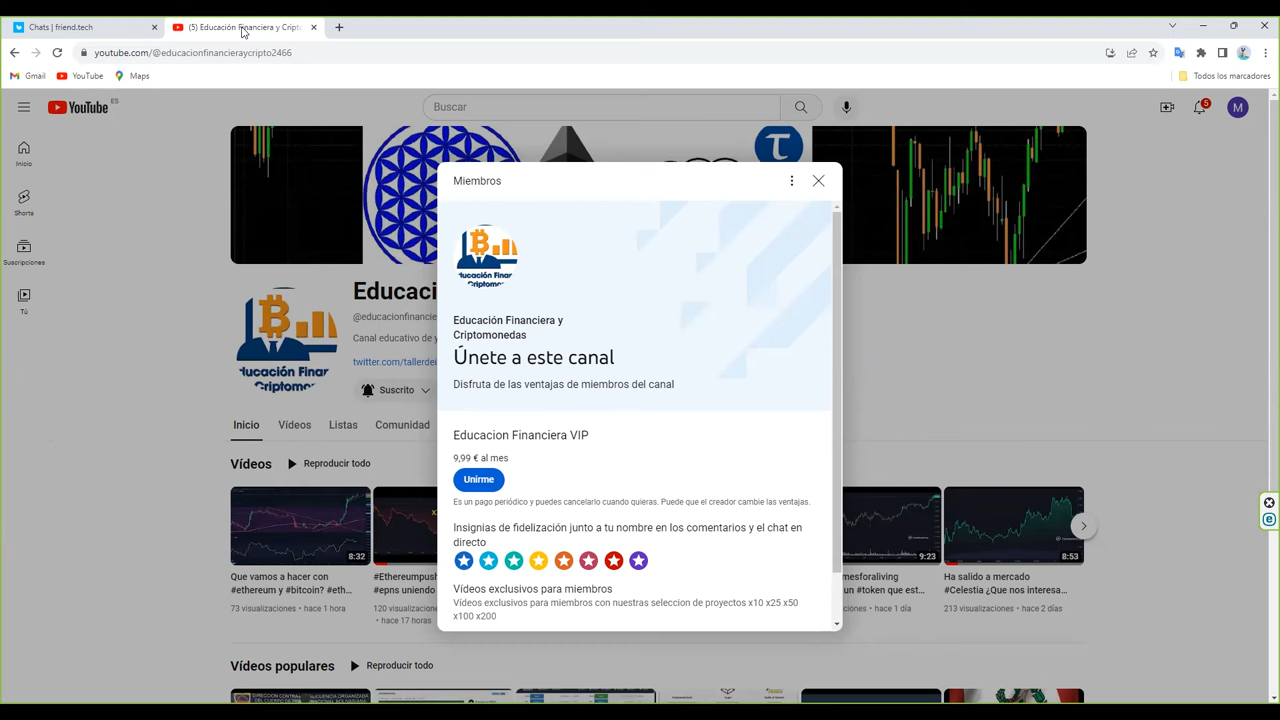 Chats | friend.tech
(5) Educación Financiera y Cripto
youtube.com/@educacionfinancieraycripto2466
Gmail
YouTube
Maps
Todos los marcadores
YouTube ES
Buscar
5
M
Inicio
Shorts
Suscripciones
Tú
Miembros
Educación Financiera y
Criptomonedas
Únete a este canal
Disfruta de las ventajas de miembros del canal
Educacion Financiera VIP
9,99 € al mes
Unirme
Es un pago periódico y puedes cancelarlo cuando quieras. Puede que el creador cambie las ventajas.
Insignias de fidelización junto a tu nombre en los comentarios y el chat en
directo
Vídeos exclusivos para miembros
Vídeos exclusivos para miembros con nuestras seleccion de proyectos x10 x25 x50
x100 x200
Educaci
@educacionfinancie
Canal educativo de y
twitter.com/tallerdei
Suscrito
Inicio
Vídeos
Listas
Comunidad
Vídeos
Reproducir todo
8:32
9:23
8:53
Que vamos a hacer con
#ethereum y #bitcoin? #eth...
73 visualizaciones • hace 1 hora
#Ethereumpush
#epns uniendo
120 visualizacione
• hace 17 horas
mesforaliving
un #token que est...
• hace 1 día
Ha salido a mercado
#Celestia ¿Que nos interesa...
213 visualizaciones • hace 2 días
Vídeos populares
Reproducir todo